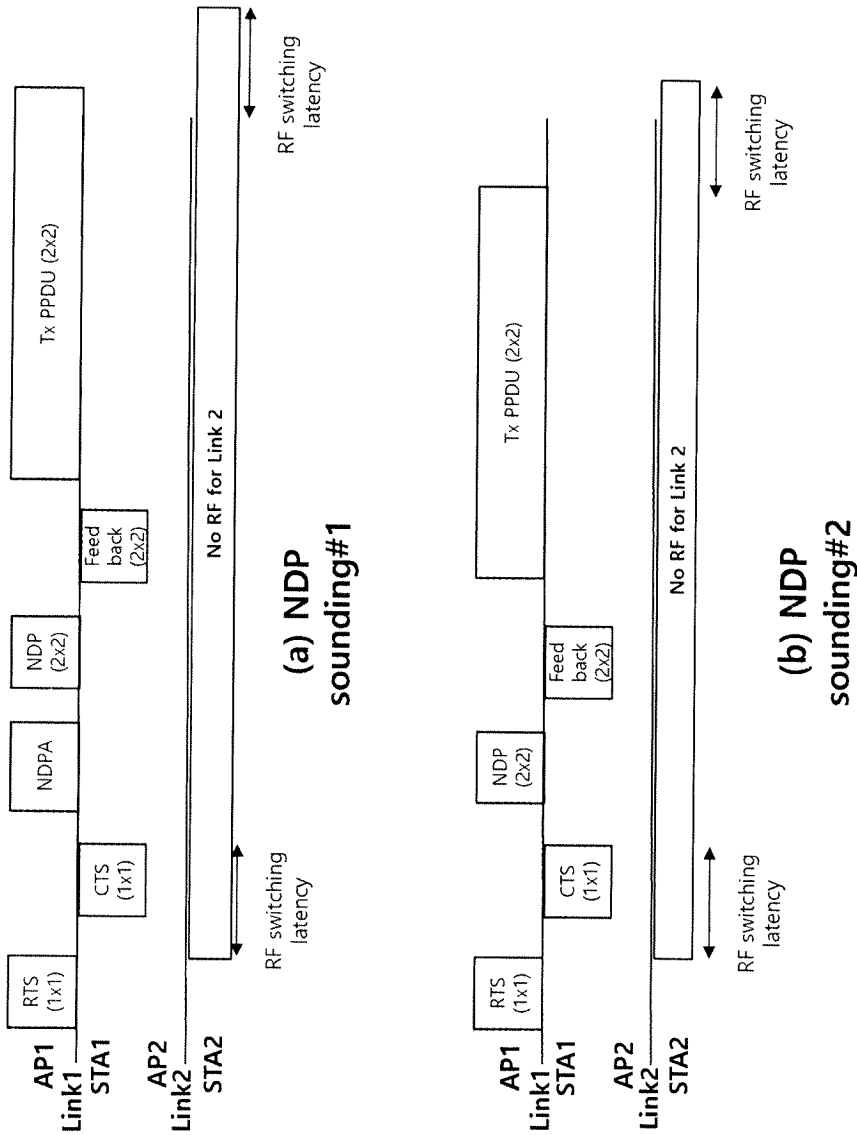 AP1
Link1
STA1
RTS
(1x1)
CTS
(1x1)
NDPA
NDP
(2x2)
Feed
back
(2x2)
Tx PPDU (2x2)
AP2
Link2
STA2
No RF for Link 2
RF switching
latency
RF switching
latency
(a) NDP
sounding#1
AP1
Link1
STA1
RTS
(1x1)
CTS
(1x1)
NDP
(2x2)
Feed
back
(2x2)
Tx PPDU (2x2)
AP2
Link2
STA2
No RF for Link 2
RF switching
latency
RF switching
latency
(b) NDP
sounding#2